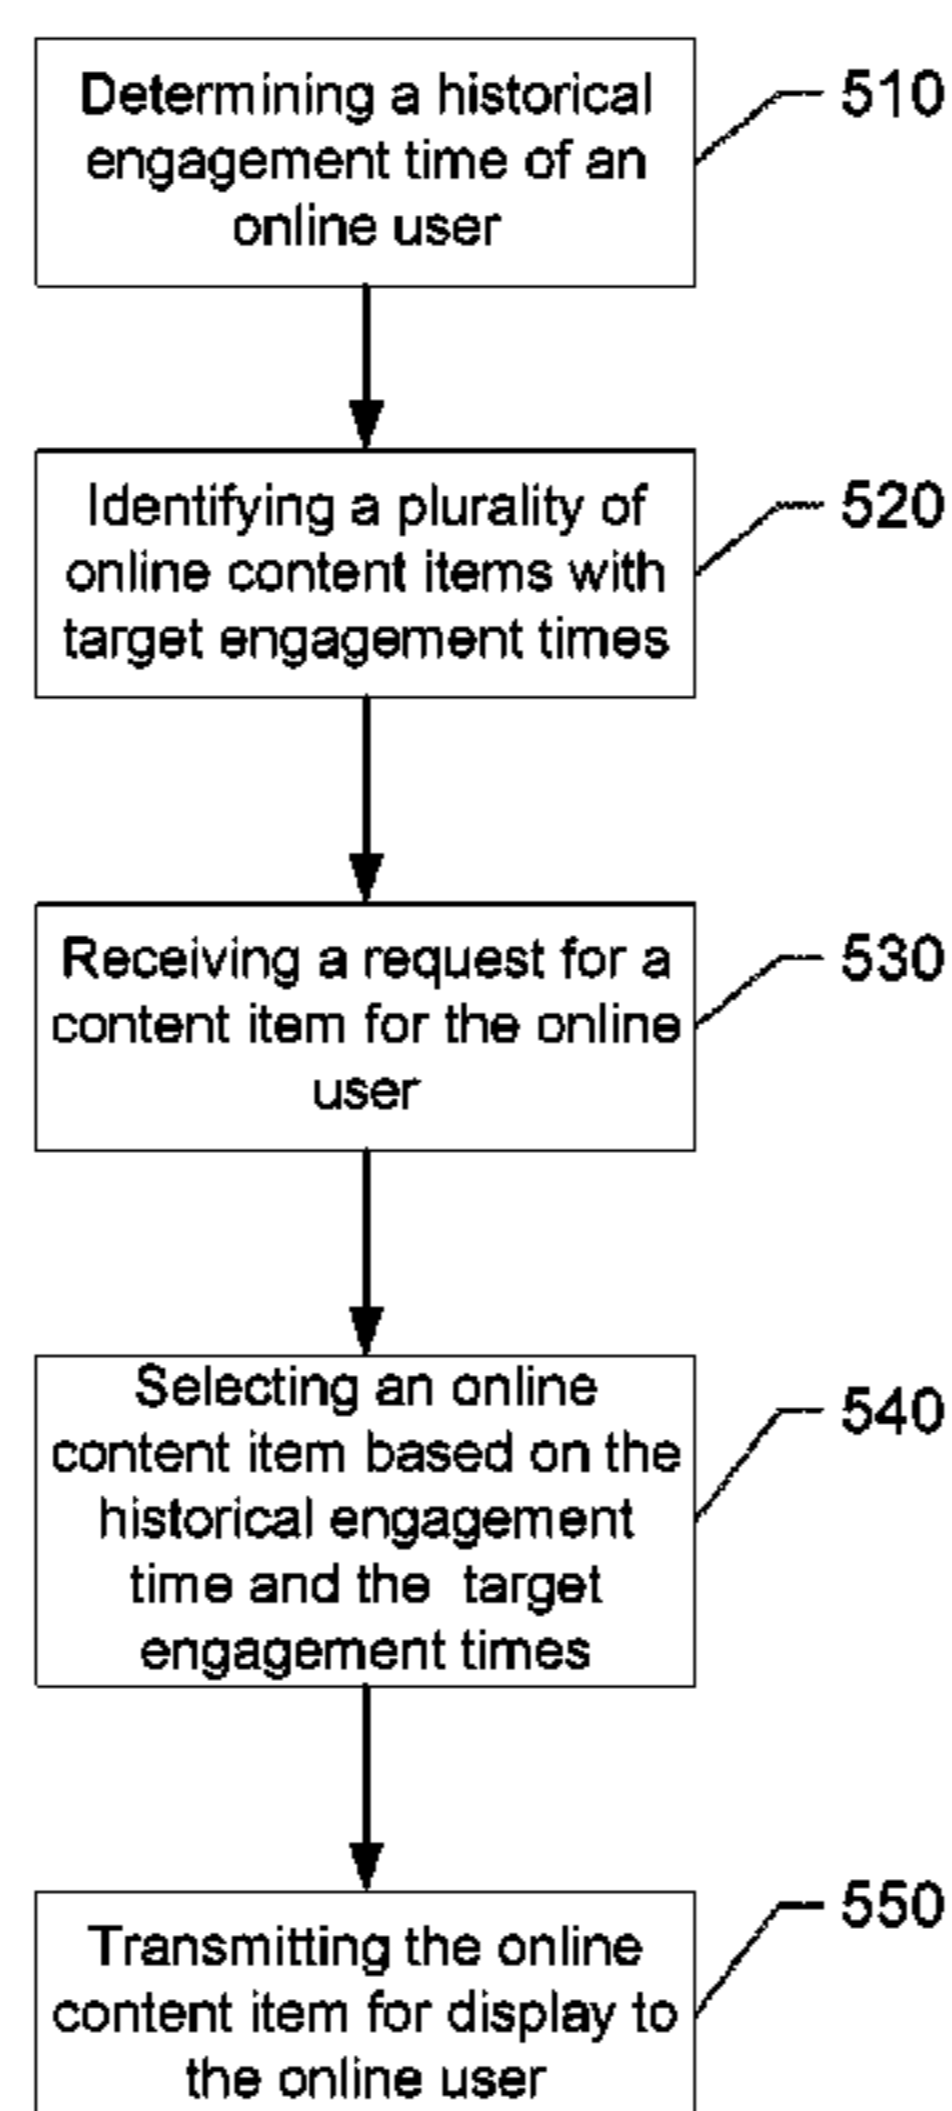 Determining a historical
engagement time of an
online user
510
Identifying a plurality of
online content items with
target engagement times
520
Receiving a request for a
content item for the online
user
530
Selecting an online
content item based on the
historical engagement
time and the target
engagement times
540
Transmitting the online
content item for display to
the online user
550